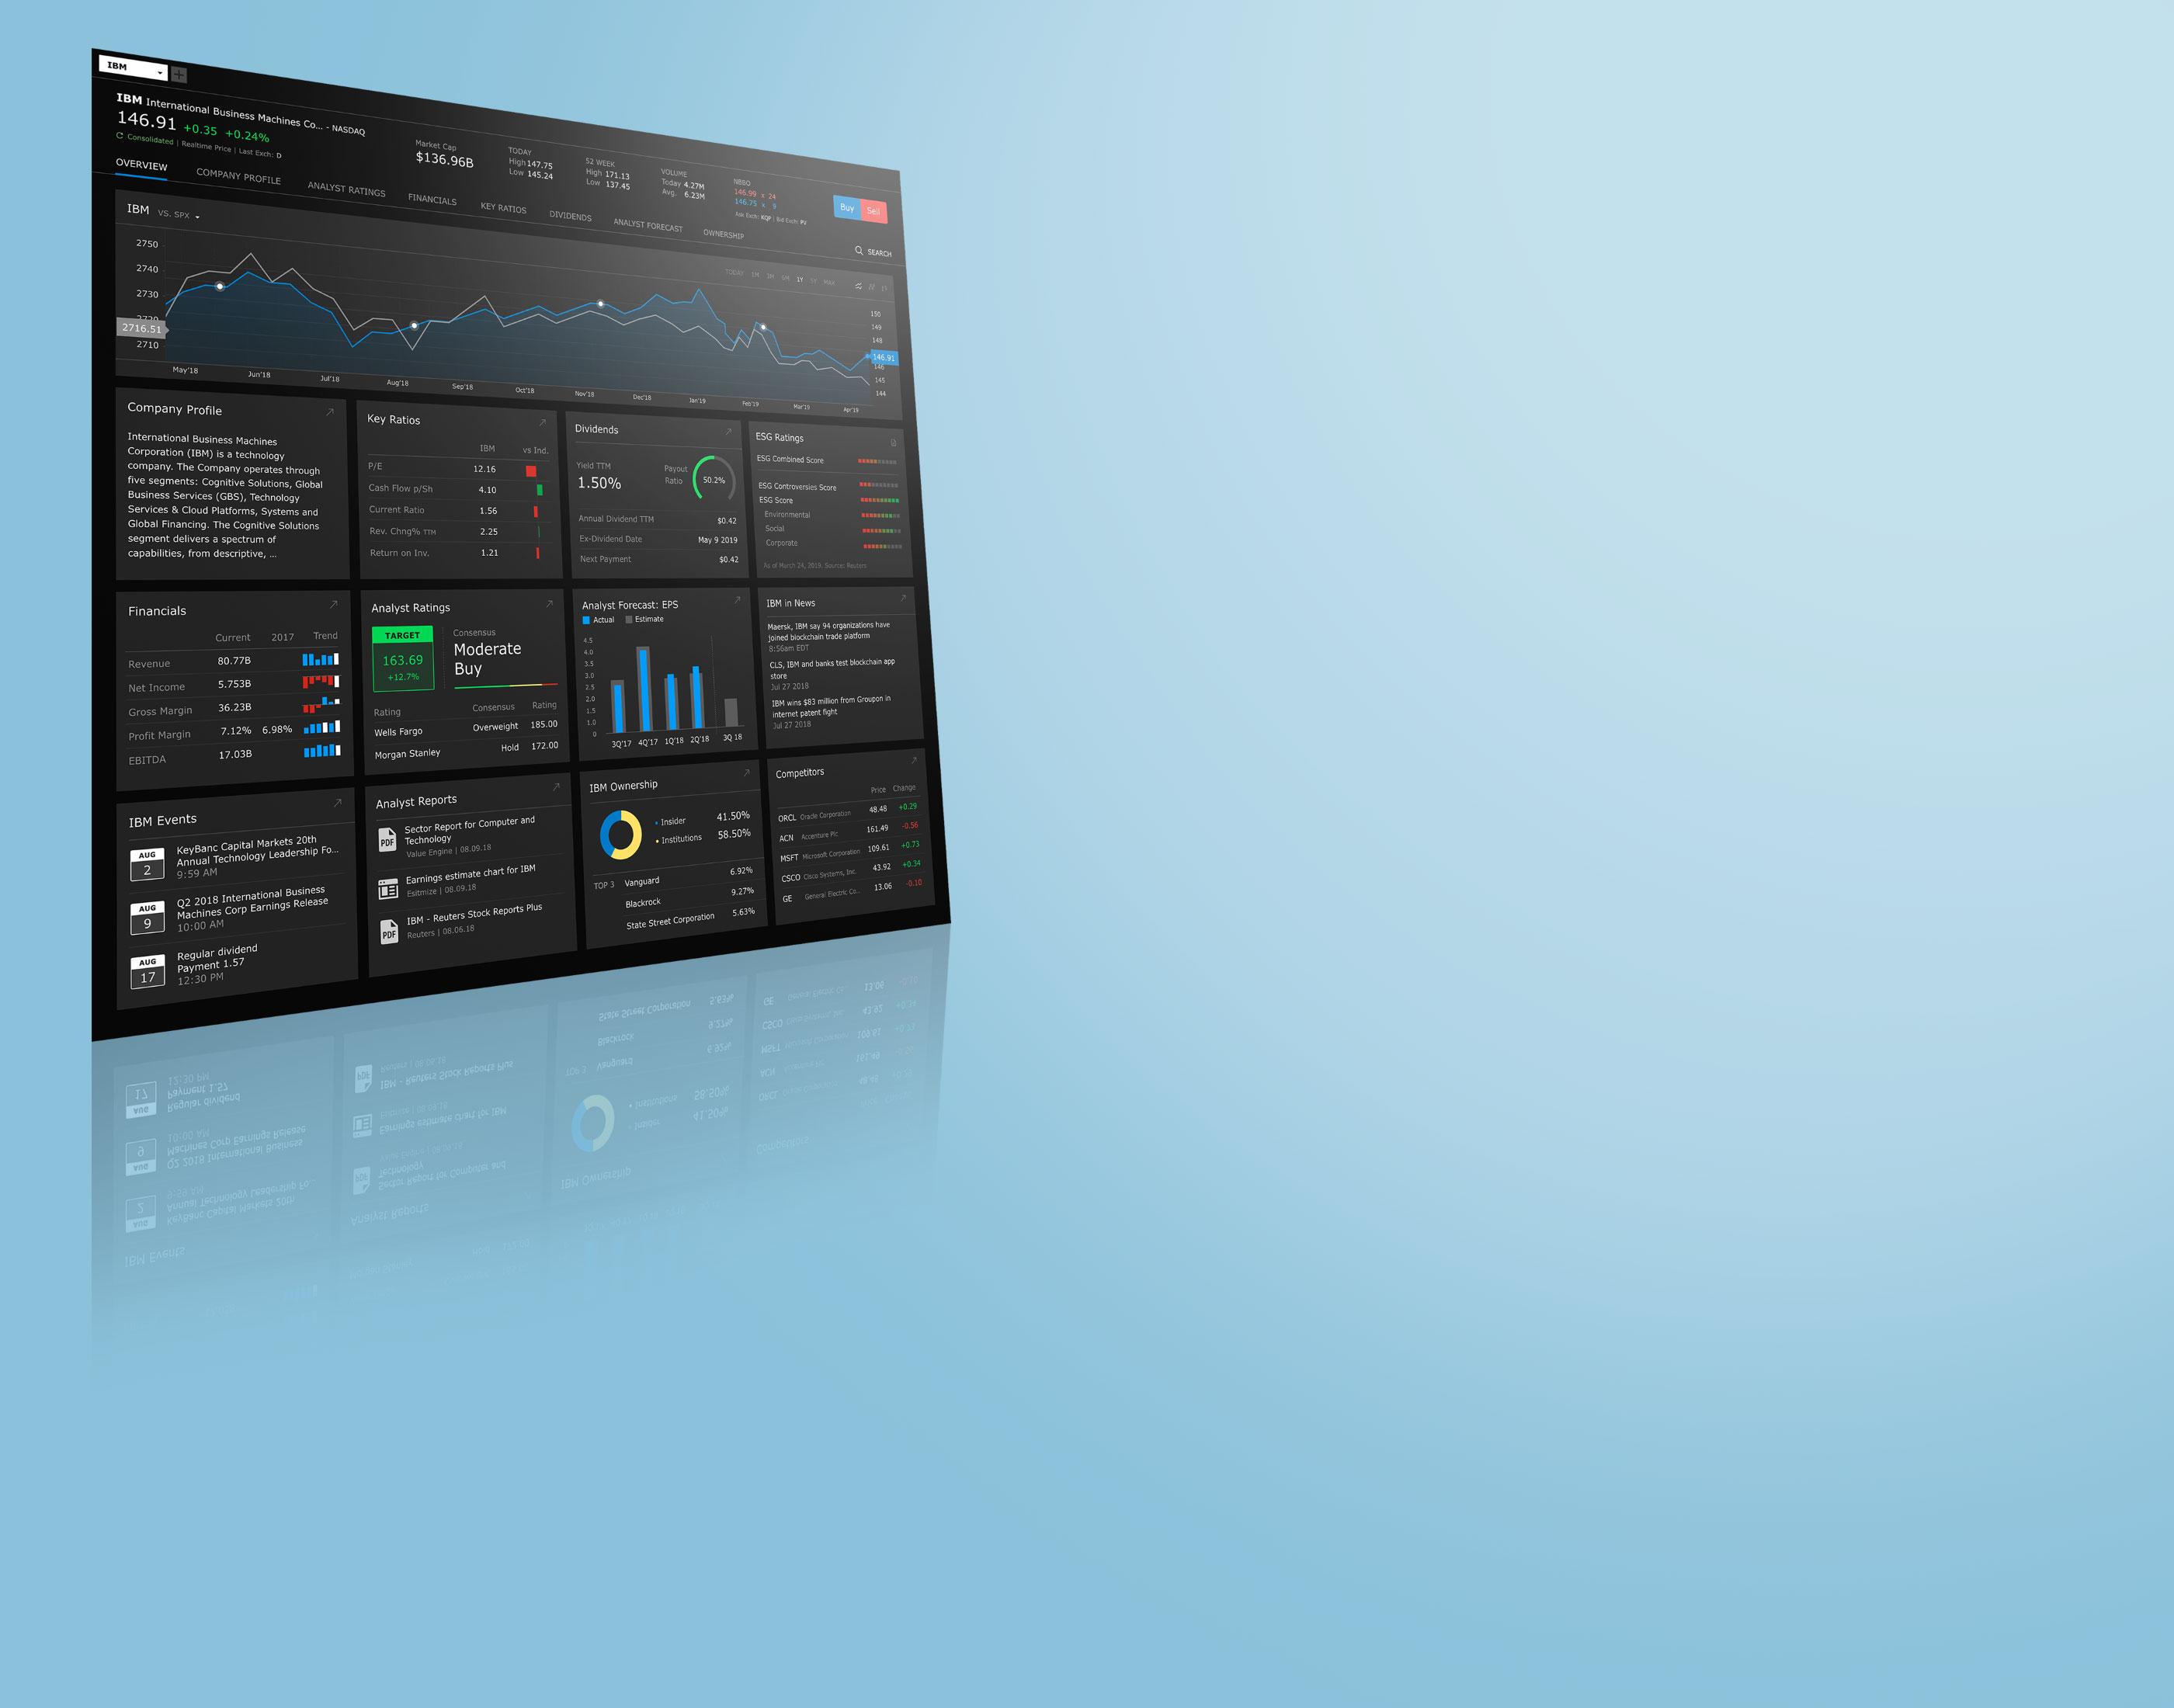 IBM
IBM International Business Machines Co... - NASDAQ
146.91 +0.35 +0.24%
Consolidated | Realtime Price | Last Exch: D
Market Cap
$136.96B
TODAY
High 147.75
Low 145.24
52 WEEK
High 171.13
Low 137.45
VOLUME
Today 4.27M
Avg. 6.23M
NBBO
146.99 x 24
146.75 x 9
Ask Exch: KQF | Bid Exch: PV
Buy Sell
OVERVIEW COMPANY PROFILE ANALYST RATINGS FINANCIALS KEY RATIOS DIVIDENDS ANALYST FORECAST OWNERSHIP
SEARCH
IBM VS. SPX
TODAY 1M 3M 6M 1Y 5Y MAX
2750
2740
2730
2720
2716.51
2710
150
149
148
146.91
146
145
144
May'18 Jun'18 Jul'18 Aug'18 Sep'18 Oct'18 Nov'18 Dec'18 Jan'19 Feb'19 Mar'19 Apr'19
Company Profile
International Business Machines
Corporation (IBM) is a technology
company. The Company operates through
five segments: Cognitive Solutions, Global
Business Services (GBS), Technology
Services & Cloud Platforms, Systems and
Global Financing. The Cognitive Solutions
segment delivers a spectrum of
capabilities, from descriptive, ...
Key Ratios
IBM vs Ind.
P/E 12.16
Cash Flow p/Sh 4.10
Current Ratio 1.56
Rev. Chng% TTM 2.25
Return on Inv. 1.21
Dividends
Yield TTM
1.50%
Payout
Ratio
50.2%
Annual Dividend TTM $0.42
Ex-Dividend Date May 9 2019
Next Payment $0.42
ESG Ratings
ESG Combined Score
ESG Controversies Score
ESG Score
Environmental
Social
Corporate
As of March 24, 2019. Source: Reuters
Financials
Current 2017 Trend
Revenue 80.77B
Net Income 5.753B
Gross Margin 36.23B
Profit Margin 7.12% 6.98%
EBITDA 17.03B
Analyst Ratings
TARGET
163.69
+12.7%
Consensus
Moderate
Buy
Rating Consensus Rating
Wells Fargo Overweight 185.00
Morgan Stanley Hold 172.00
Analyst Forecast: EPS
Actual Estimate
4.5
4.0
3.5
3.0
2.5
2.0
1.5
1.0
0
3Q'17 4Q'17 1Q'18 2Q'18 3Q 18
IBM in News
Maersk, IBM say 94 organizations have
joined blockchain trade platform
8:56am EDT
CLS, IBM and banks test blockchain app
store
Jul 27 2018
IBM wins $83 million from Groupon in
internet patent fight
Jul 27 2018
IBM Events
AUG
2
KeyBanc Capital Markets 20th
Annual Technology Leadership Fo...
9:59 AM
AUG
9
Q2 2018 International Business
Machines Corp Earnings Release
10:00 AM
AUG
17
Regular dividend
Payment 1.57
12:30 PM
Analyst Reports
PDF
Sector Report for Computer and
Technology
Value Engine | 08.09.18
Earnings estimate chart for IBM
Esitmize | 08.09.18
PDF
IBM - Reuters Stock Reports Plus
Reuters | 08.06.18
IBM Ownership
Insider 41.50%
Institutions 58.50%
TOP 3 Vanguard 6.92%
Blackrock 9.27%
State Street Corporation 5.63%
Competitors
Price Change
ORCL Oracle Corporation 48.48 +0.29
ACN Accenture Plc 161.49 -0.56
MSFT Microsoft Corporation 109.61 +0.73
CSCO Cisco Systems, Inc. 43.92 +0.34
GE General Electric Co... 13.06 -0.10